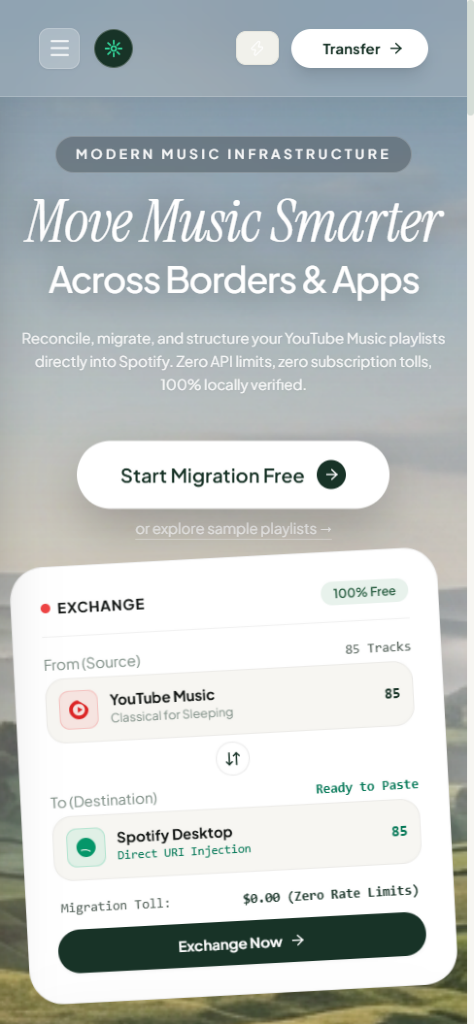 Transfer →
MODERN MUSIC INFRASTRUCTURE
Move Music Smarter
Across Borders & Apps
Reconcile, migrate, and structure your YouTube Music playlists
directly into Spotify. Zero API limits, zero subscription tolls,
100% locally verified.
Start Migration Free →
or explore sample playlists →
EXCHANGE
100% Free
From (Source)
85 Tracks
YouTube Music
Classical for Sleeping
85
To (Destination)
Ready to Paste
Spotify Desktop
Direct URI Injection
85
Migration Toll:
$0.00 (Zero Rate Limits)
Exchange Now →